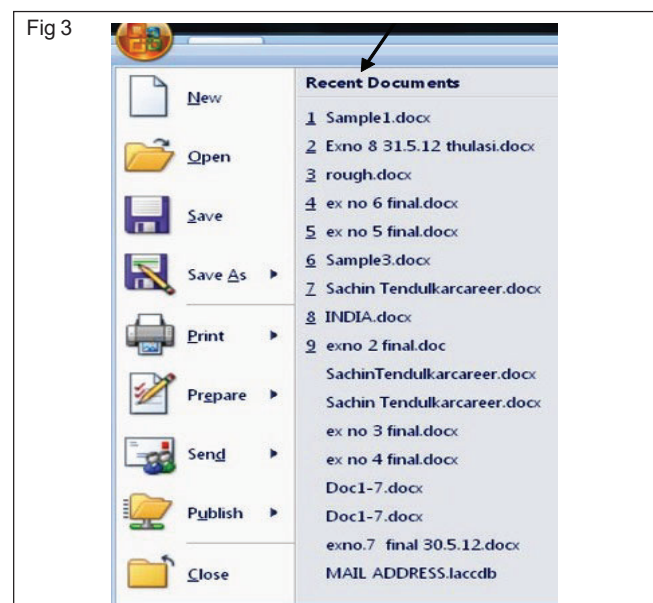 Fig 3
New
Open
Save
Save As
Print
Prepare
Send
Publish
Close
Recent Documents
1 Sample1.docx
2 Exno 8 31.5.12 thulasi.docx
3 rough.docx
4 ex no 6 final.docx
5 ex no 5 final.docx
6 Sample3.docx
7 Sachin Tendulkarcareer.docx
8 INDIA.docx
9 exno 2 final.doc
SachinTendulkarcareer.docx
Sachin Tendulkarcareer.docx
ex no 3 final.docx
ex no 4 final.docx
Doc1-7.docx
Doc1-7.docx
exno.7 final 30.5.12.docx
MAIL ADDRESS.laccdb